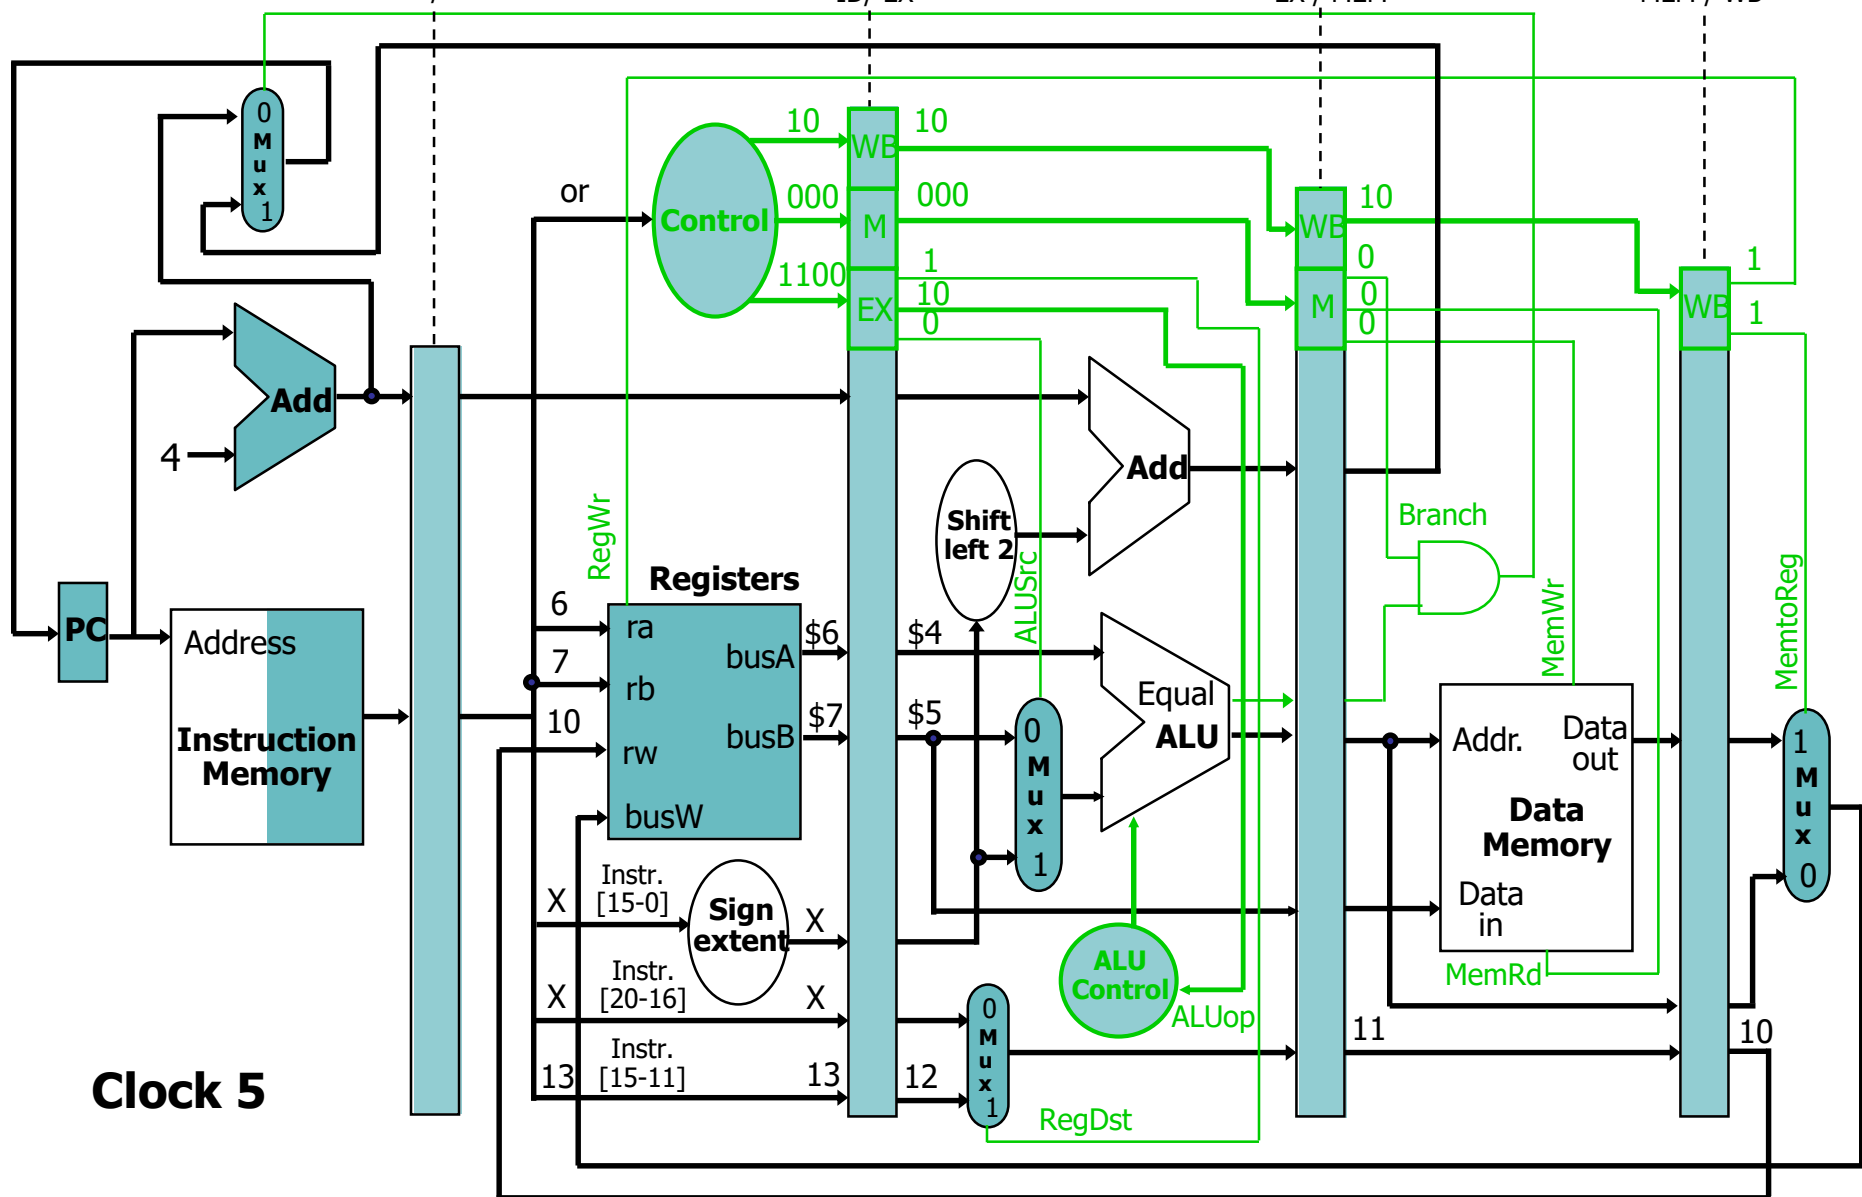 ID/ EX
EX / MEM
MEM / WB
0
M
u
x
1
10
10
WB
or
Control
000
000
M
1100
1
10
0
EX
WB
10
0
0
0
M
1
1
WB
Add
4
Add
Shift
left 2
ALUSrc
RegWr
Branch
MemWr
MemtoReg
PC
Address
Instruction
Memory
Registers
6
ra
7
rb
10
rw
busW
busA
$6
$4
busB
$7
$5
0
M
u
x
1
Equal
ALU
Addr.
Data
out
Data
Memory
Data
in
MemRd
1
M
u
x
0
X
Instr.
[15-0]
Sign
extent
X
X
Instr.
[20-16]
X
13
Instr.
[15-11]
13
12
0
M
u
x
1
RegDst
ALU
Control
ALUop
11
10
Clock 5